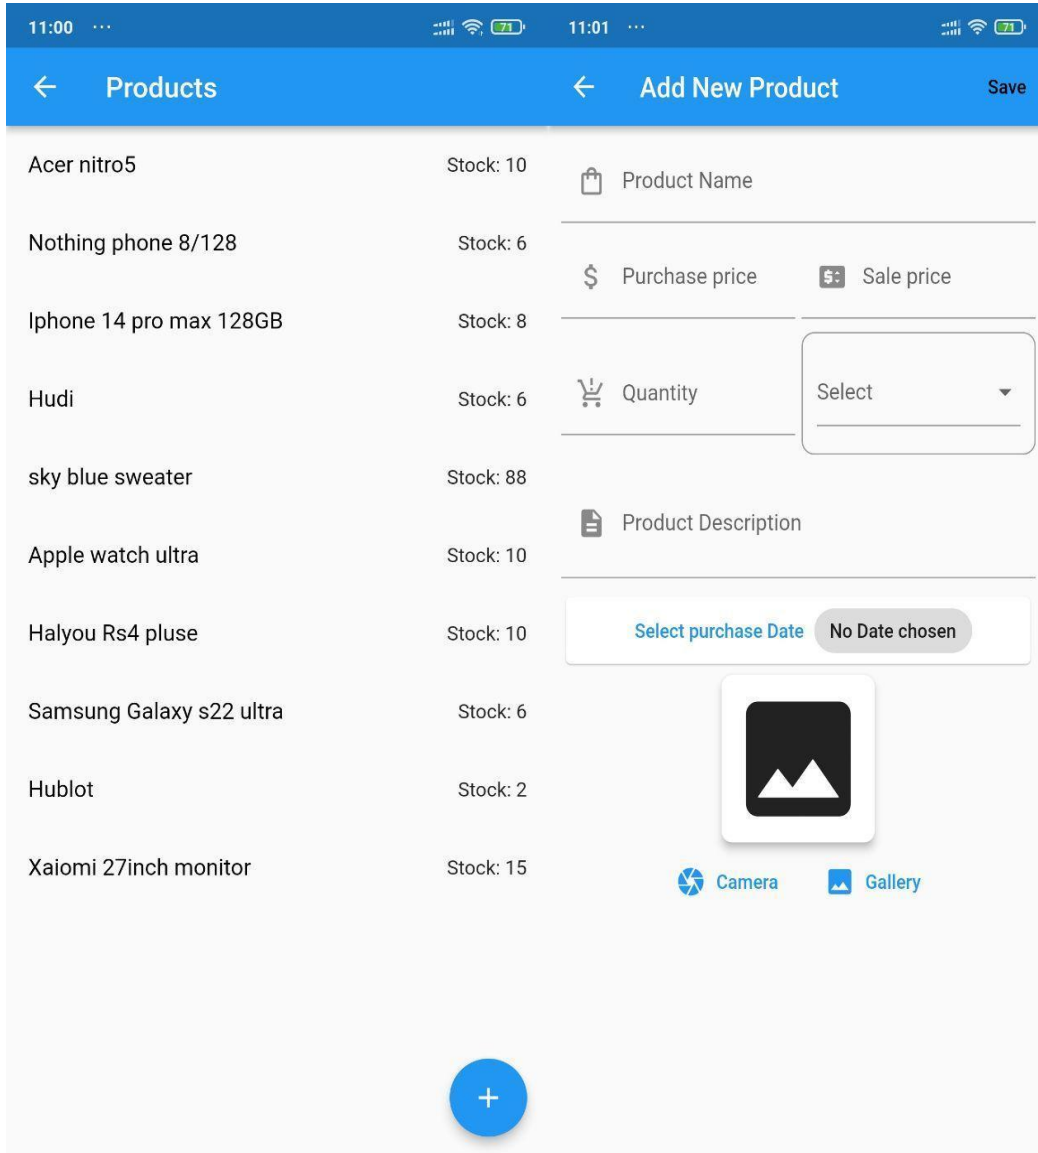 11:00 ...
71
Products
Acer nitro5 Stock: 10
Nothing phone 8/128 Stock: 6
Iphone 14 pro max 128GB Stock: 8
Hudi Stock: 6
sky blue sweater Stock: 88
Apple watch ultra Stock: 10
Halyou Rs4 pluse Stock: 10
Samsung Galaxy s22 ultra Stock: 6
Hublot Stock: 2
Xaiomi 27inch monitor Stock: 15
+
11:01 ...
71
Add New Product Save
Product Name
$ Purchase price Sale price
Quantity Select
Product Description
Select purchase Date No Date chosen
Camera Gallery